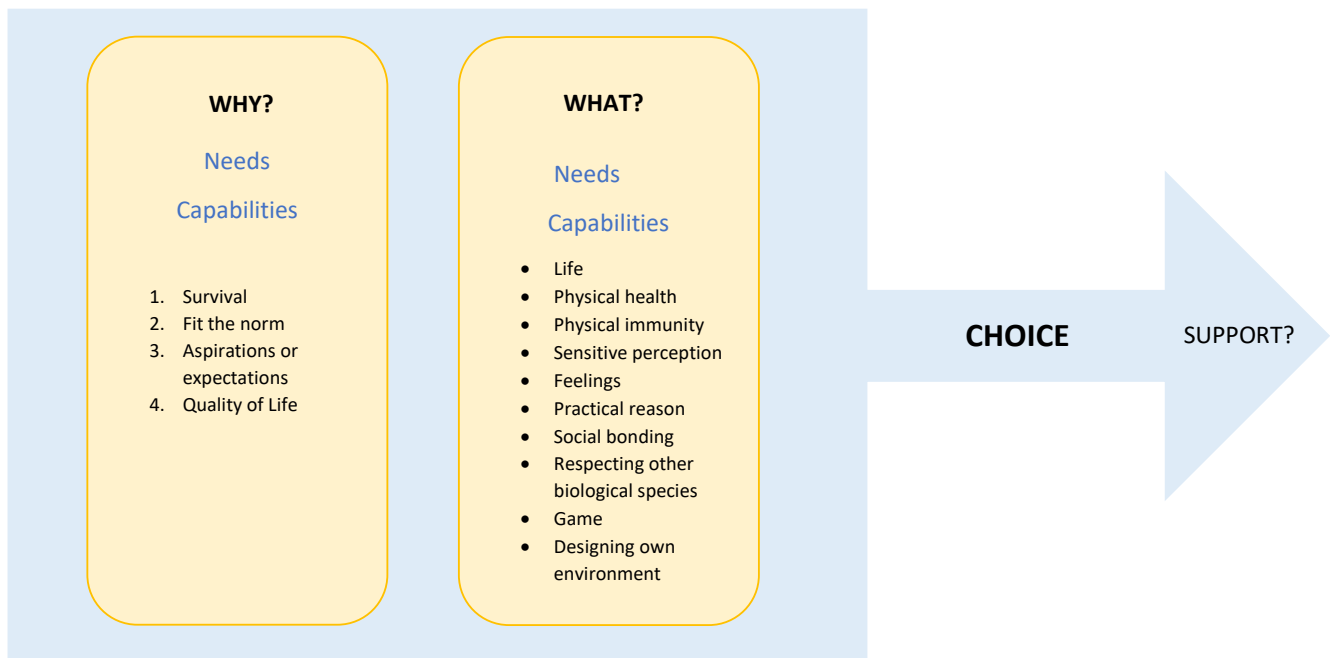 WHY?
Needs
Capabilities
1. Survival
2. Fit the norm
3. Aspirations or
expectations
4. Quality of Life
WHAT?
Needs
Capabilities
• Life
• Physical health
• Physical immunity
• Sensitive perception
• Feelings
• Practical reason
• Social bonding
• Respecting other
biological species
• Game
• Designing own
environment
CHOICE
SUPPORT?